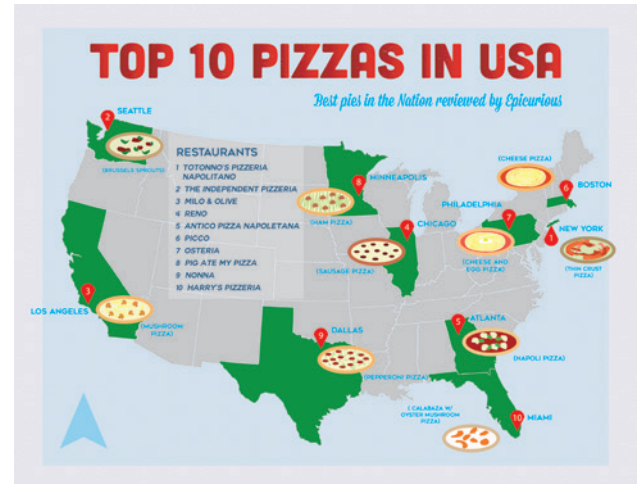 TOP 10 PIZZAS IN USA
Best pies in the Nation reviewed by Epicurious
2
SEATTLE
(BRUSSELS SPROUTS)
RESTAURANTS
1 TOTONNO'S PIZZERIA
NAPOLITANO
2 THE INDEPENDENT PIZZERIA
3 MILO & OLIVE
4 RENO
5 ANTICO PIZZA NAPOLETANA
6 PICCO
7 OSTERIA
8 PIG ATE MY PIZZA
9 NONNA
10 HARRY'S PIZZERIA
8
MINNEAPOLIS
(HAM PIZZA)
(CHEESE PIZZA)
6
BOSTON
PHILADELPHIA
7
(CHEESE AND
EGG PIZZA)
4
CHICAGO
(SAUSAGE PIZZA)
1
NEW YORK
(THIN CRUST
PIZZA)
3
LOS ANGELES
(MUSHROOM
PIZZA)
9
DALLAS
(PEPPERONI PIZZA)
5
ATLANTA
(NAPOLI PIZZA)
( CALABAZA W/
OYSTER MUSHROOM
PIZZA)
10
MIAMI